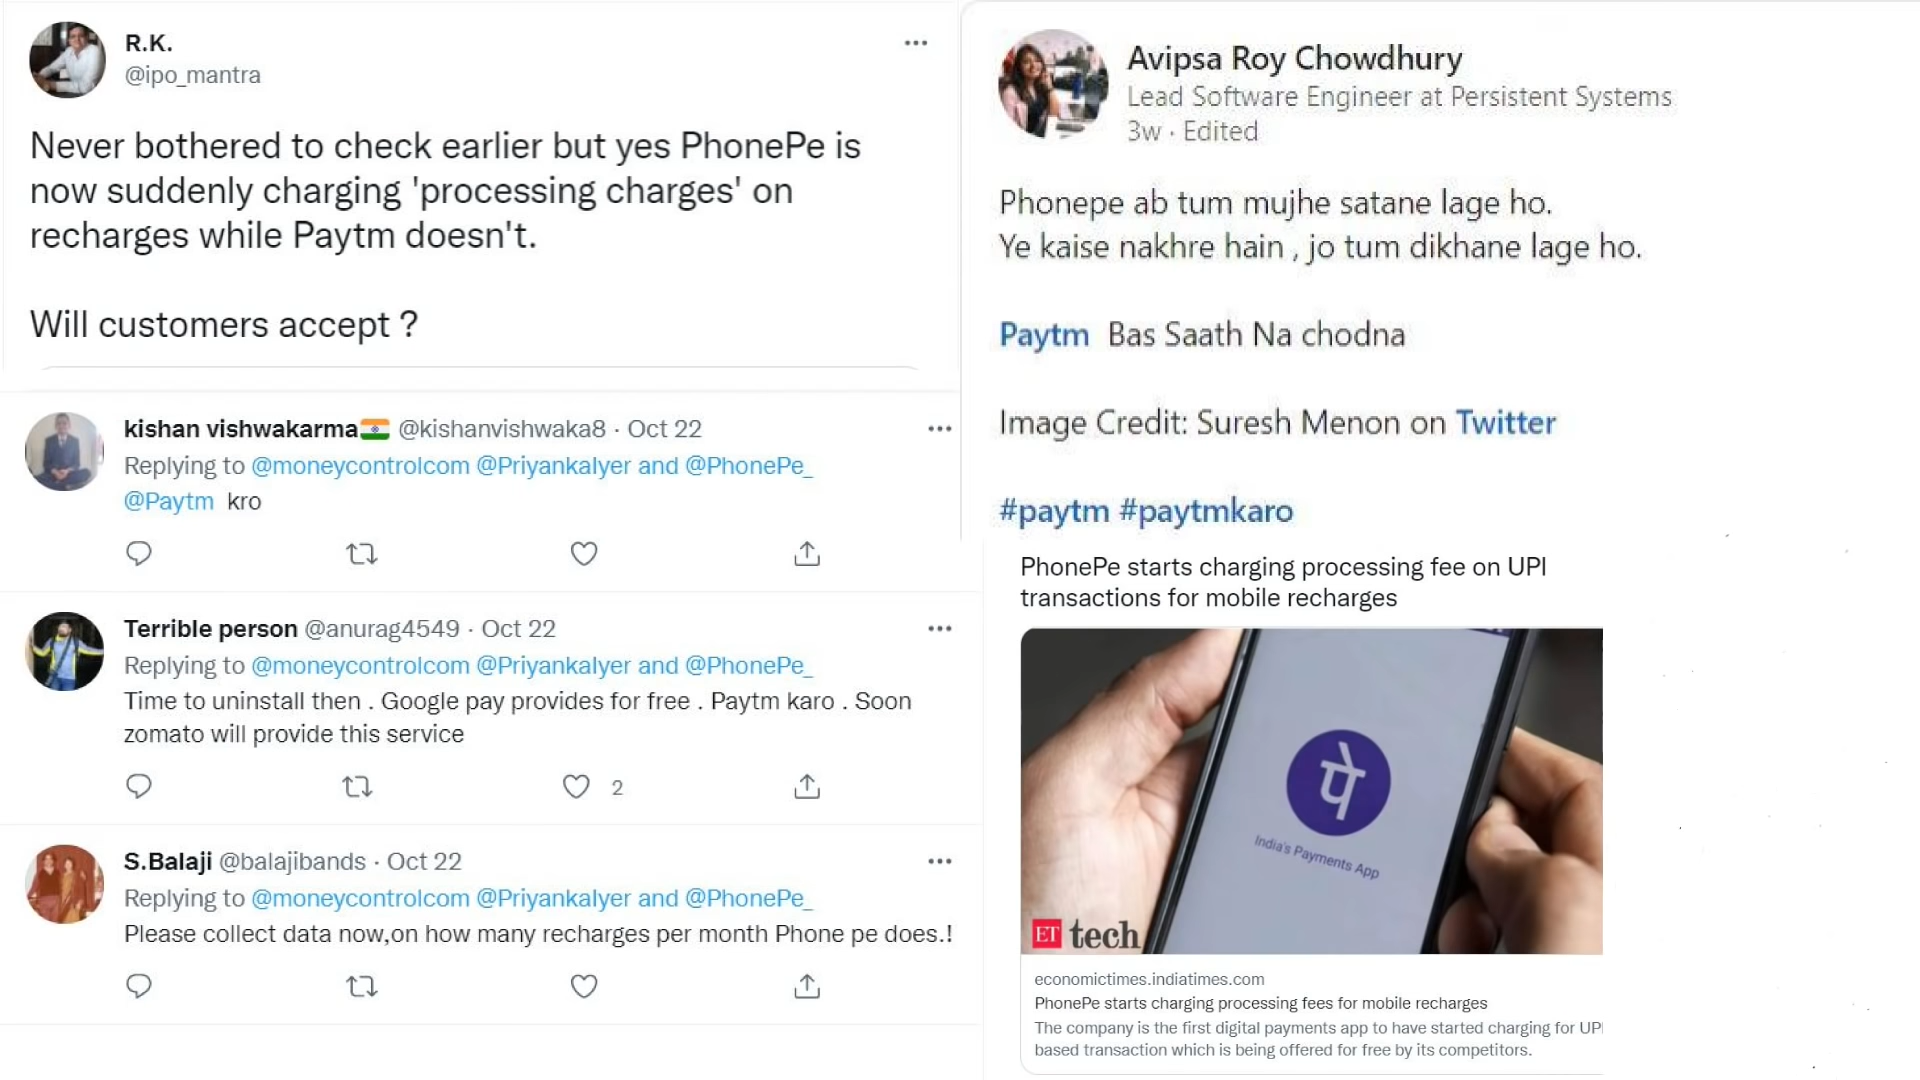 R.K.
@ipo_mantra
Never bothered to check earlier but yes PhonePe is
now suddenly charging 'processing charges' on
recharges while Paytm doesn't.
Will customers accept ?
kishan vishwakarma🇮🇳 @kishanvishwaka8 · Oct 22
Replying to @moneycontrolcom @PriyankaIyer and @PhonePe_
@Paytm kro
Terrible person @anurag4549 · Oct 22
Replying to @moneycontrolcom @PriyankaIyer and @PhonePe_
Time to uninstall then . Google pay provides for free . Paytm karo . Soon
zomato will provide this service
2
S.Balaji @balajibands · Oct 22
Replying to @moneycontrolcom @PriyankaIyer and @PhonePe_
Please collect data now,on how many recharges per month Phone pe does.!
Avipsa Roy Chowdhury
Lead Software Engineer at Persistent Systems
3w · Edited
Phonepe ab tum mujhe satane lage ho.
Ye kaise nakhre hain , jo tum dikhane lage ho.
Paytm Bas Saath Na chodna
Image Credit: Suresh Menon on Twitter
#paytm #paytmkaro
PhonePe starts charging processing fee on UPI
transactions for mobile recharges
पे
India's Payments App
ET tech
economictimes.indiatimes.com
PhonePe starts charging processing fees for mobile recharges
The company is the first digital payments app to have started charging for UPI
based transaction which is being offered for free by its competitors.